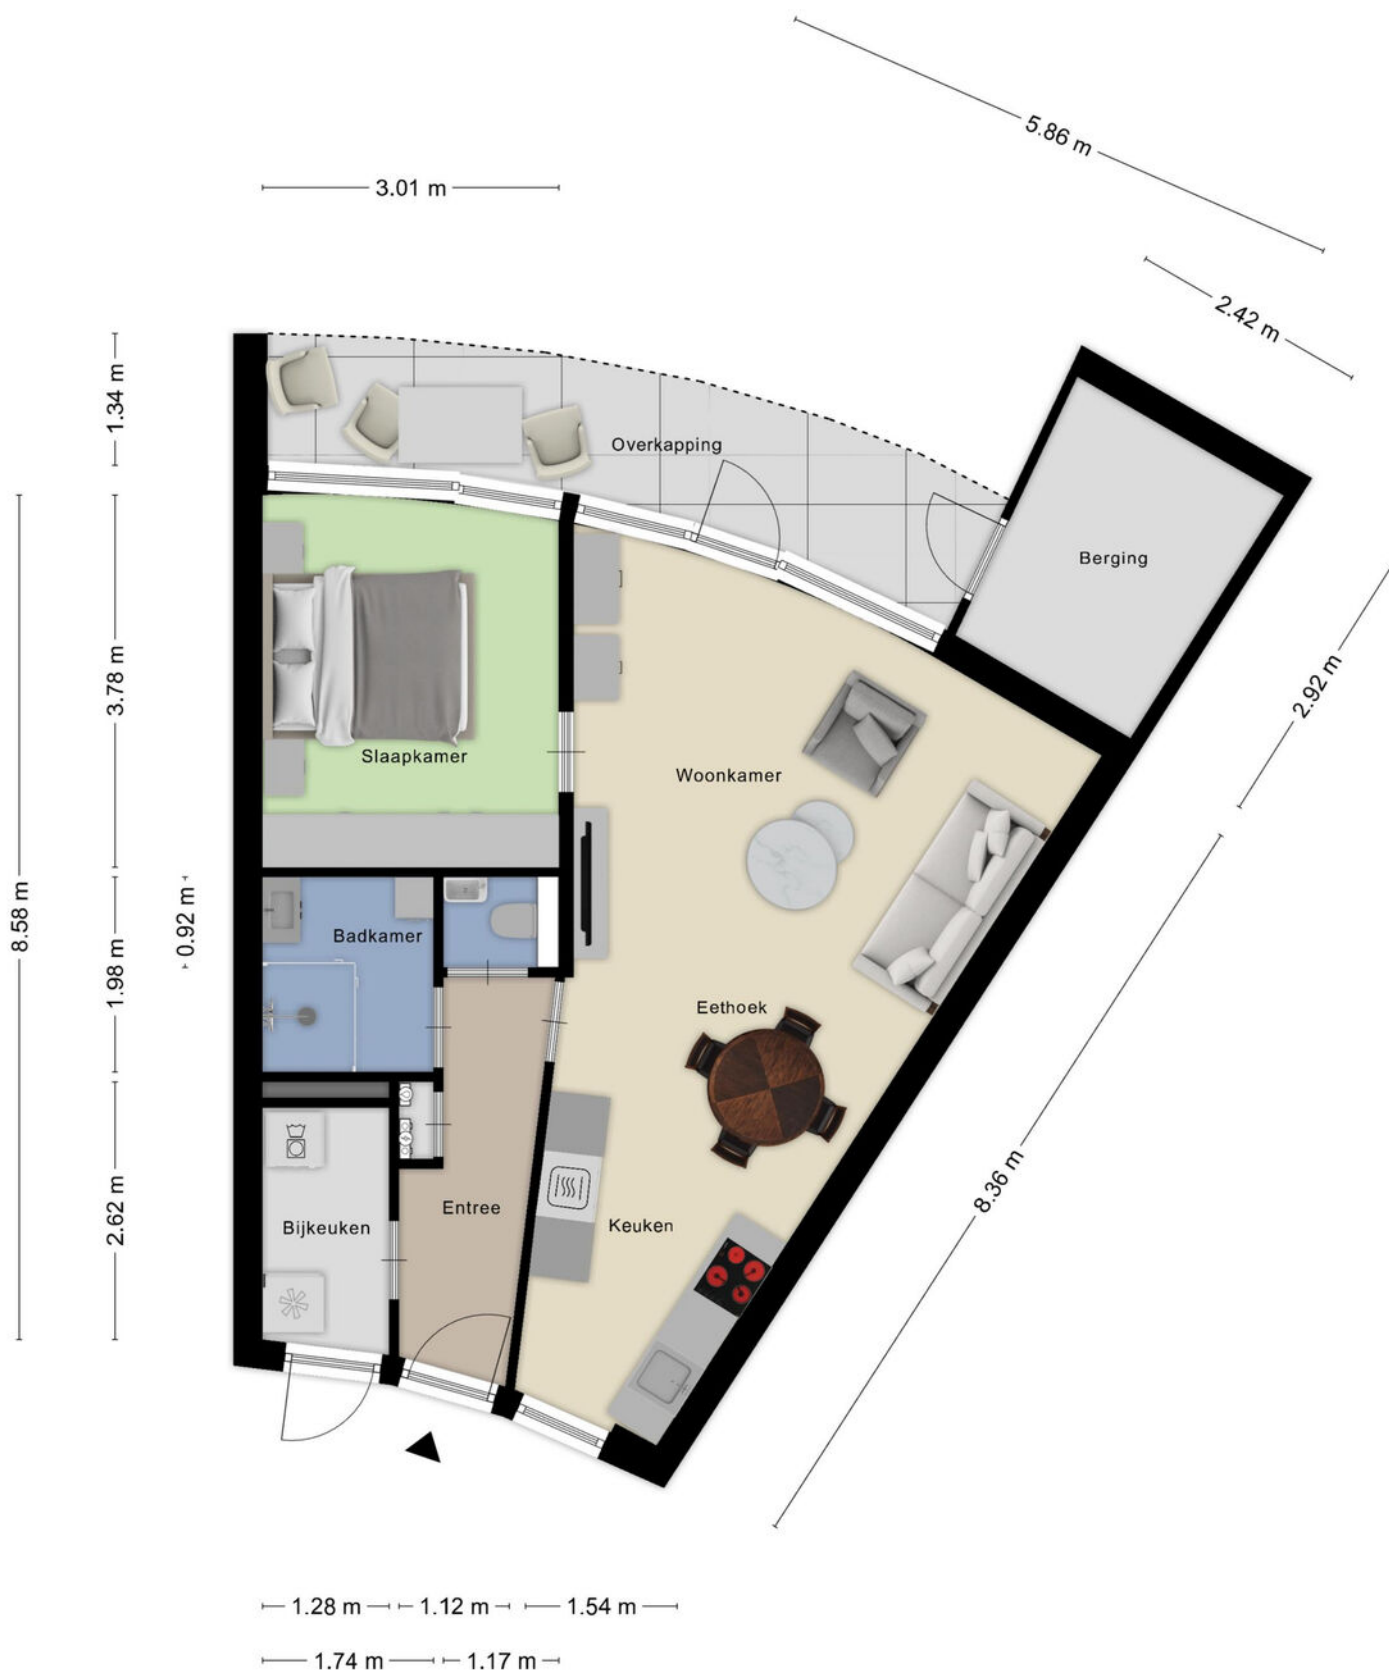 5.86 m
3.01 m
2.42 m
1.34 m
Overkapping
Berging
3.78 m
2.92 m
Slaapkamer
Woonkamer
8.58 m
0.92 m
1.98 m
Badkamer
Eethoek
8.36 m
2.62 m
Entree
Bijkeuken
Keuken
1.28 m
1.12 m
1.54 m
1.74 m
1.17 m